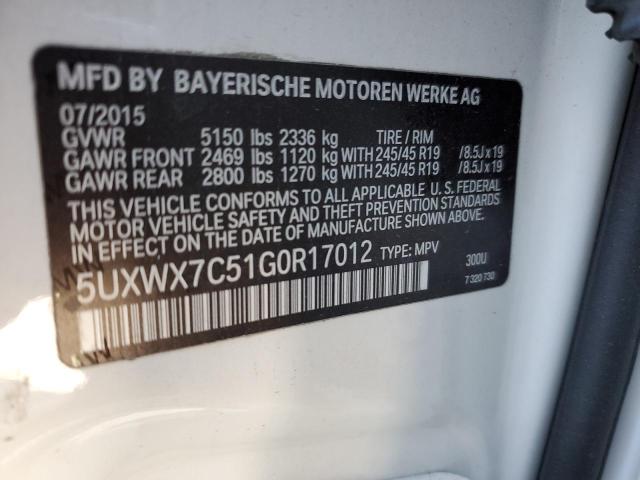 MFD BY BAYERISCHE MOTOREN WERKE AG
07/2015
GVWR 5150 lbs 2336 kg TIRE / RIM
GAWR FRONT 2469 lbs 1120 kg WITH 245/45 R19 /8.5J x 19
GAWR REAR 2800 lbs 1270 kg WITH 245/45 R19 /8.5J x 19
THIS VEHICLE CONFORMS TO ALL APPLICABLE U.S. FEDERAL
MOTOR VEHICLE SAFETY AND THEFT PREVENTION STANDARDS
IN EFFECT ON THE DATE OF MANUFACTURE SHOWN ABOVE.
5UXWX7C51G0R17012 TYPE: MPV 300U
7 320 730